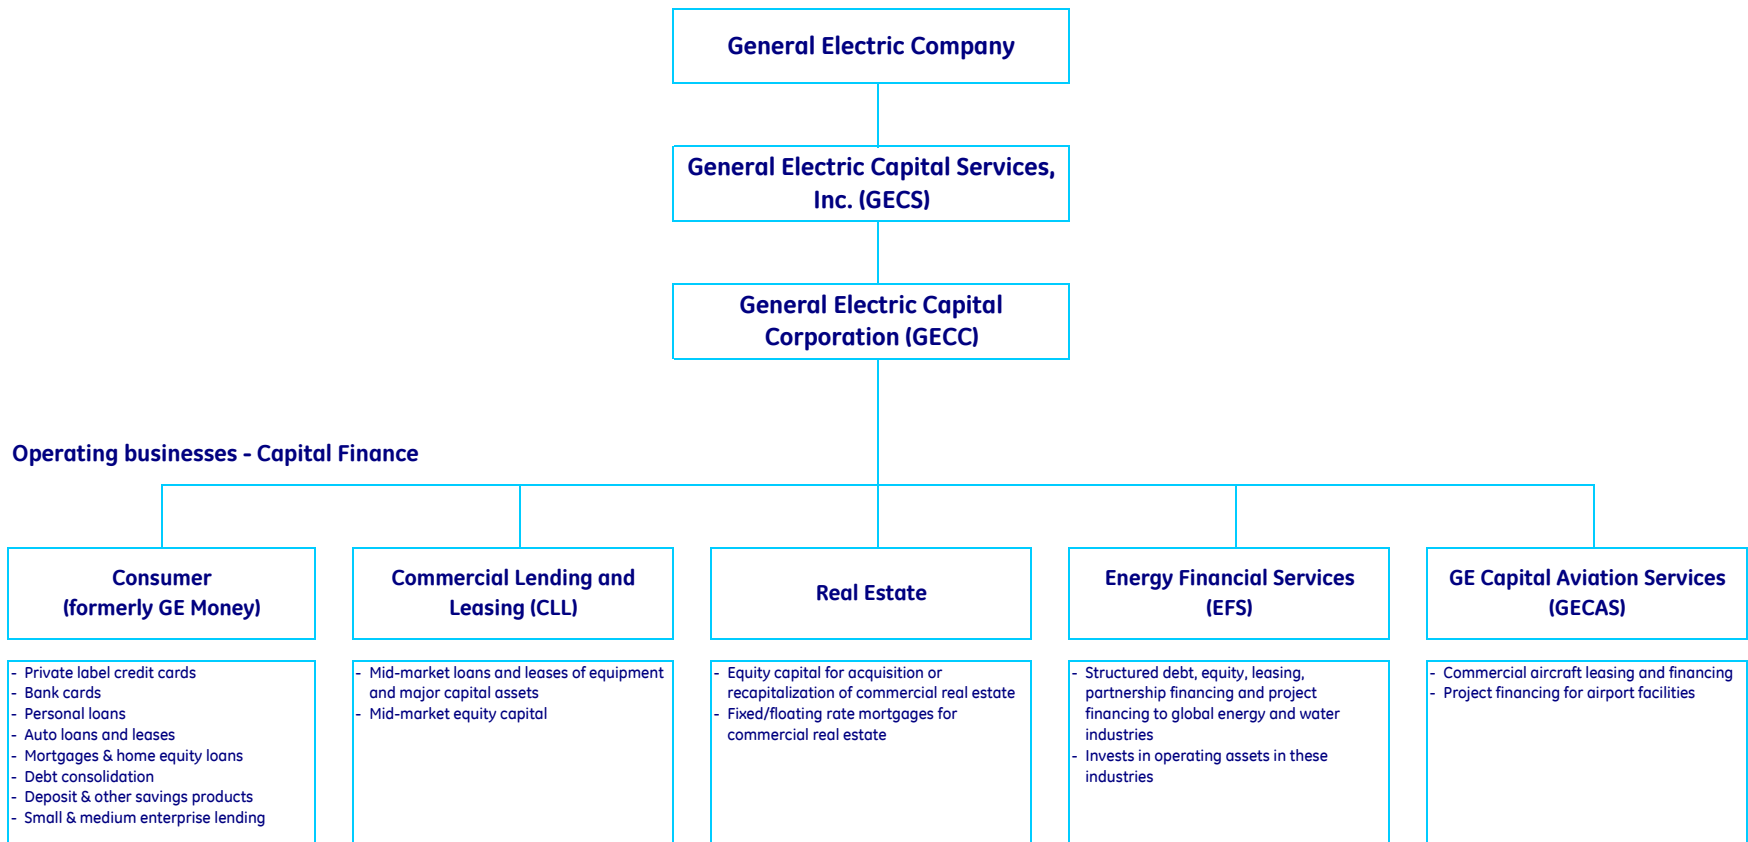 General Electric Company
General Electric Capital Services,
Inc. (GECS)
General Electric Capital
Corporation (GECC)
Operating businesses - Capital Finance
Consumer
(formerly GE Money)
Commercial Lending and
Leasing (CLL)
Real Estate
Energy Financial Services
(EFS)
GE Capital Aviation Services
(GECAS)
- Private label credit cards
- Bank cards
- Personal loans
- Auto loans and leases
- Mortgages & home equity loans
- Debt consolidation
- Deposit & other savings products
- Small & medium enterprise lending
- Mid-market loans and leases of equipment
and major capital assets
- Mid-market equity capital
- Equity capital for acquisition or
recapitalization of commercial real estate
- Fixed/floating rate mortgages for
commercial real estate
- Structured debt, equity, leasing,
partnership financing and project
financing to global energy and water
industries
- Invests in operating assets in these
industries
- Commercial aircraft leasing and financing
- Project financing for airport facilities